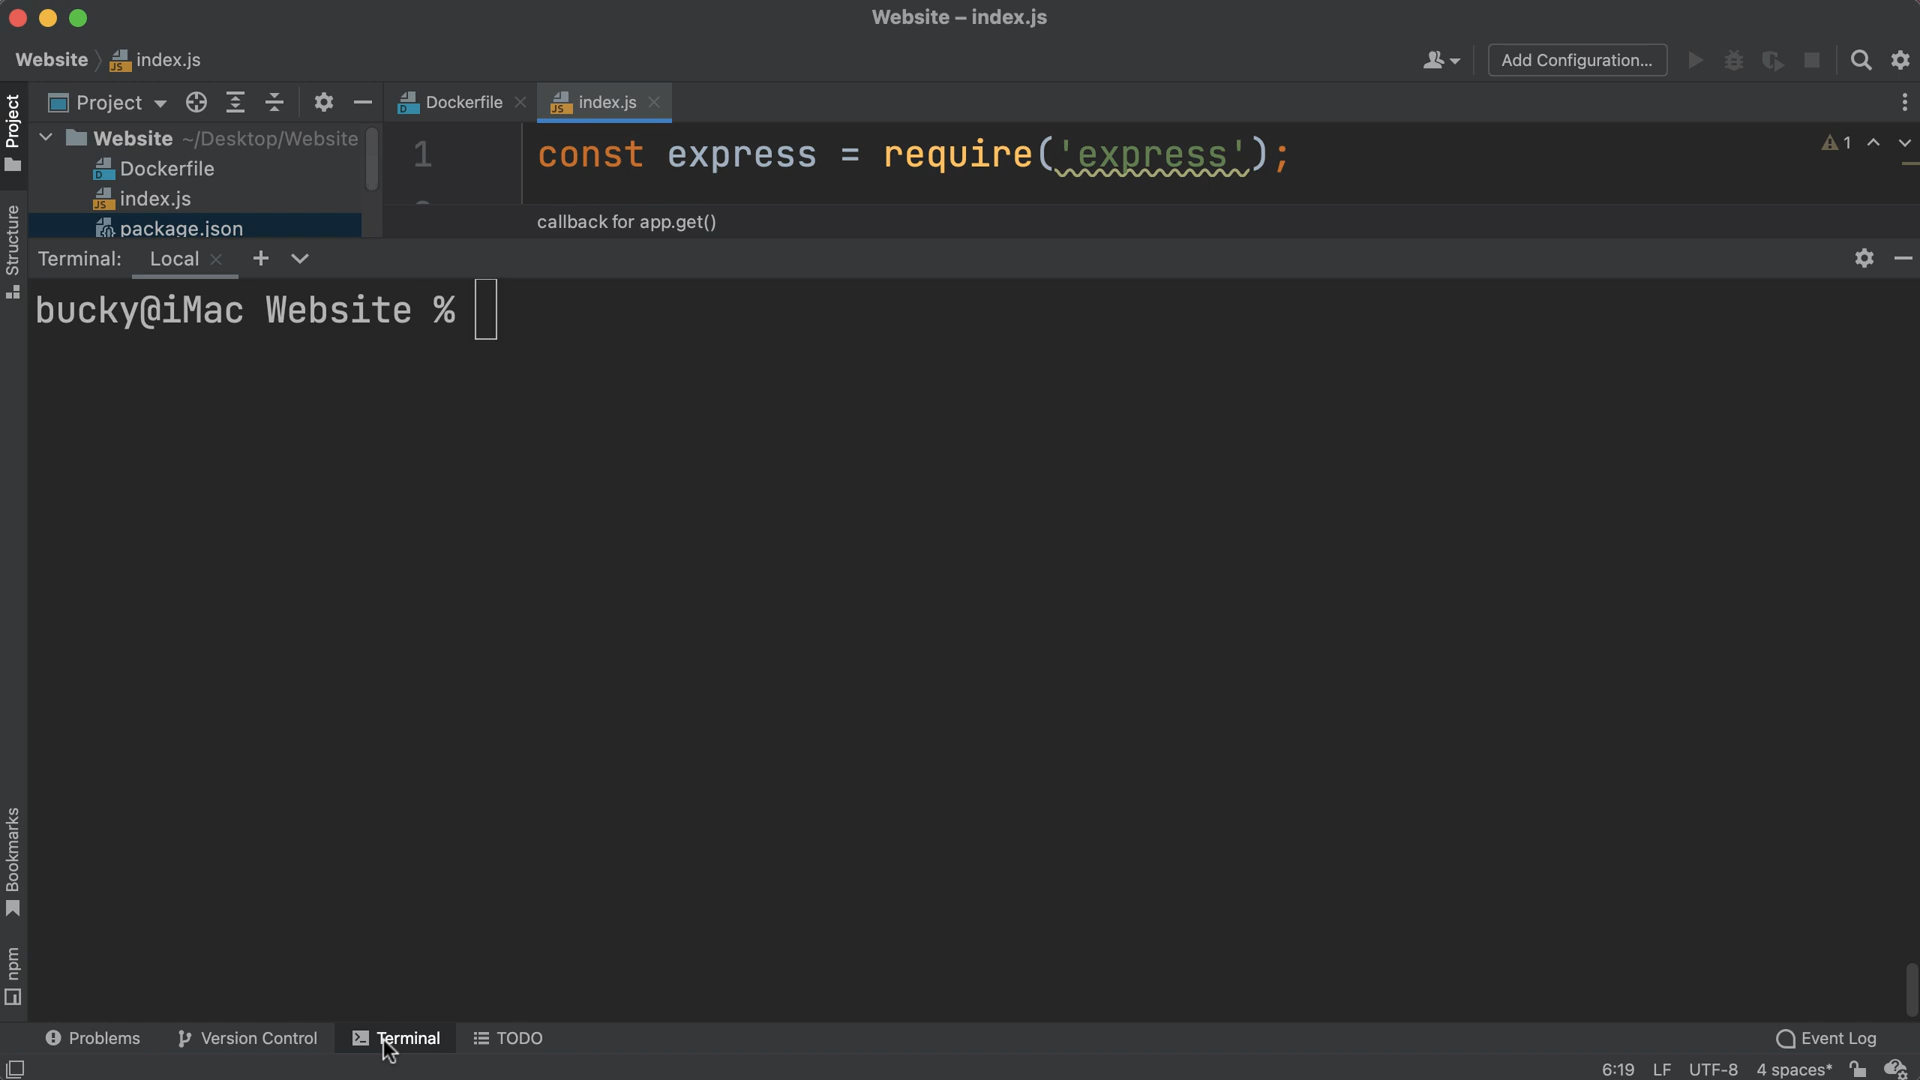 Website – index.js
Website index.js
Add Configuration...
Project
Dockerfile
index.js
Project
Website ~/Desktop/Website
Dockerfile
index.js
package.json
1 const express = require('express');
1
callback for app.get()
Structure
Terminal: Local
bucky@iMac Website %
Bookmarks
npm
Problems
Version Control
Terminal
TODO
Event Log
6:19 LF UTF-8 4 spaces*